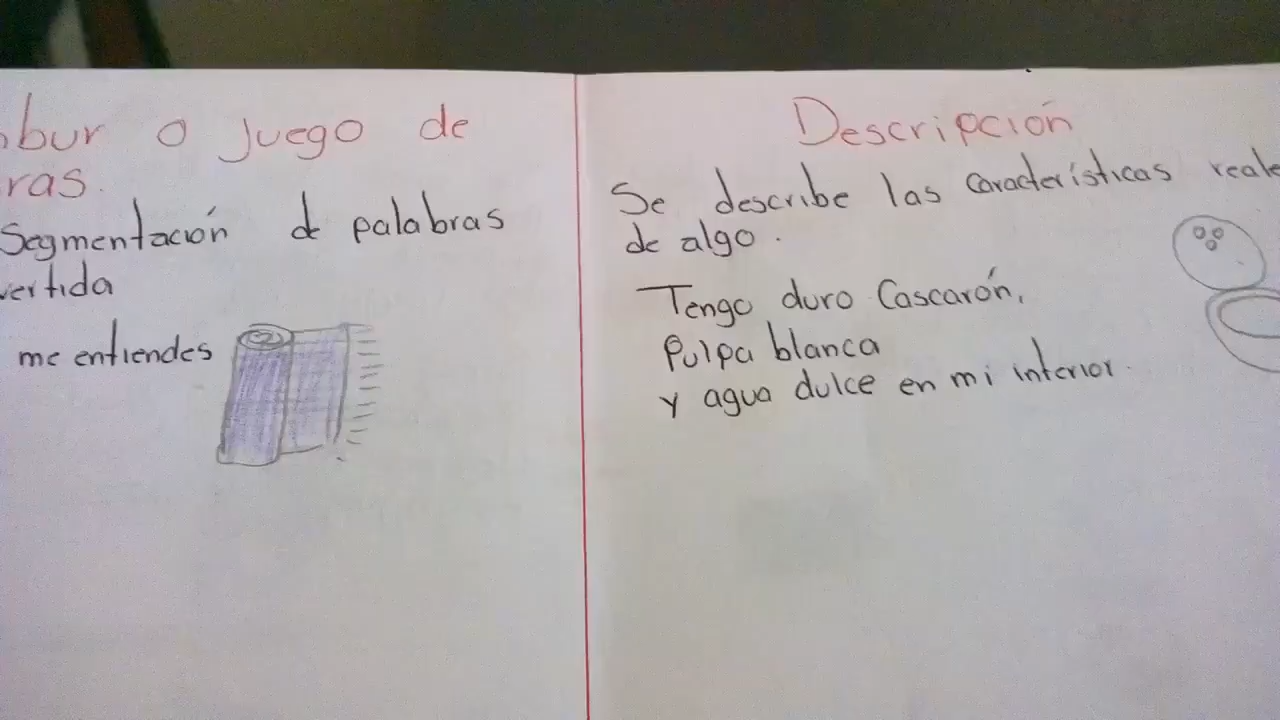 bur o juego de
ras.
Segmentación de palabras
vertida
me entiendes
Descripción
Se describe las características reale
de algo.
Tengo duro Cascarón,
Pulpa blanca
y agua dulce en mi interior.